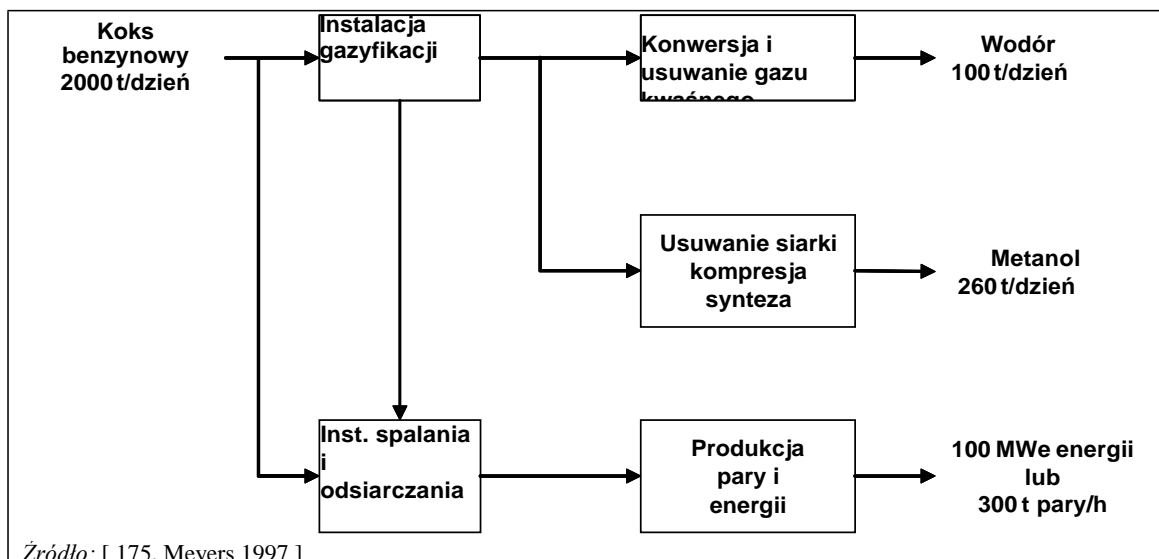 Koks
benzynowy
2000 t/dzień
Instalacja
gazyfikacji
Konwersja i
usuwanie gazu
kwaśnego
Wodór
100 t/dzień
Usuwanie siarki
kompresja
synteza
Metanol
260 t/dzień
Inst. spalania
i
odsiarczania
Produkcja
pary i
energii
100 MWe energii
lub
300 t pary/h
Źródło: [ 175, Meyers 1997 ]